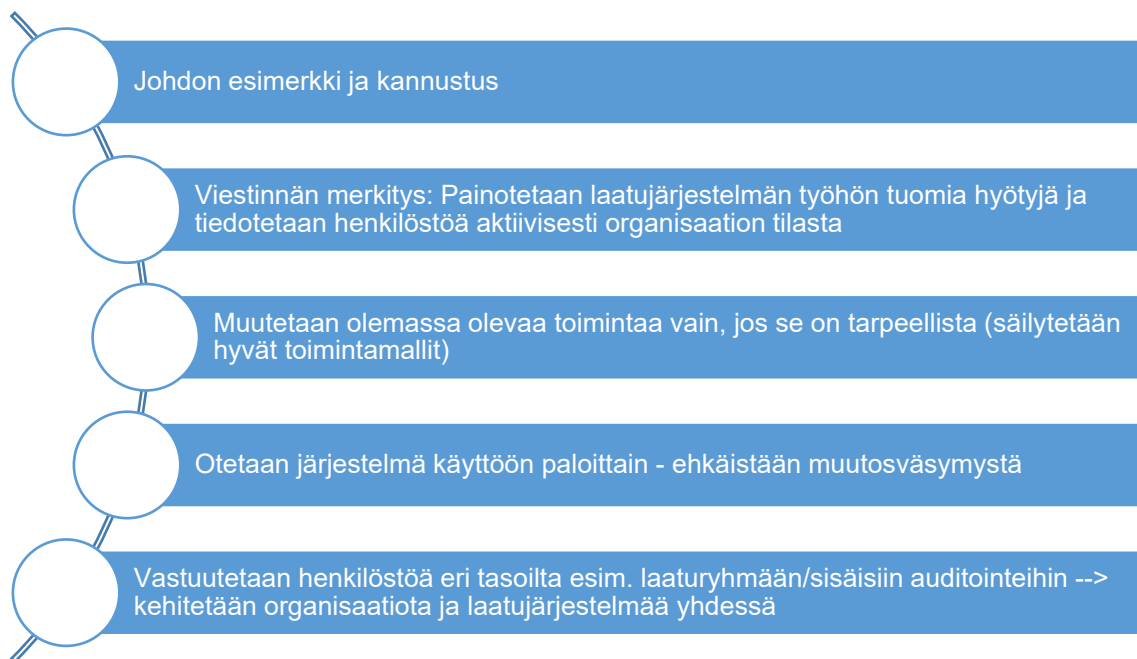 Johdon esimerkki ja kannustus
Viestinnän merkitys: Painotetaan laatujärjestelmän työhön tuomia hyötyjä ja
tiedotetaan henkilöstöä aktiivisesti organisaation tilasta
Muutetaan olemassa olevaa toimintaa vain, jos se on tarpeellista (säilytetään
hyvät toimintamallit)
Otetaan järjestelmä käyttöön paloittain - ehkäistään muutosväsymystä
Vastuutetaan henkilöstöä eri tasoilta esim. laaturyhmään/sisäisiin auditointeihin -->
kehitetään organisaatiota ja laatujärjestelmää yhdessä